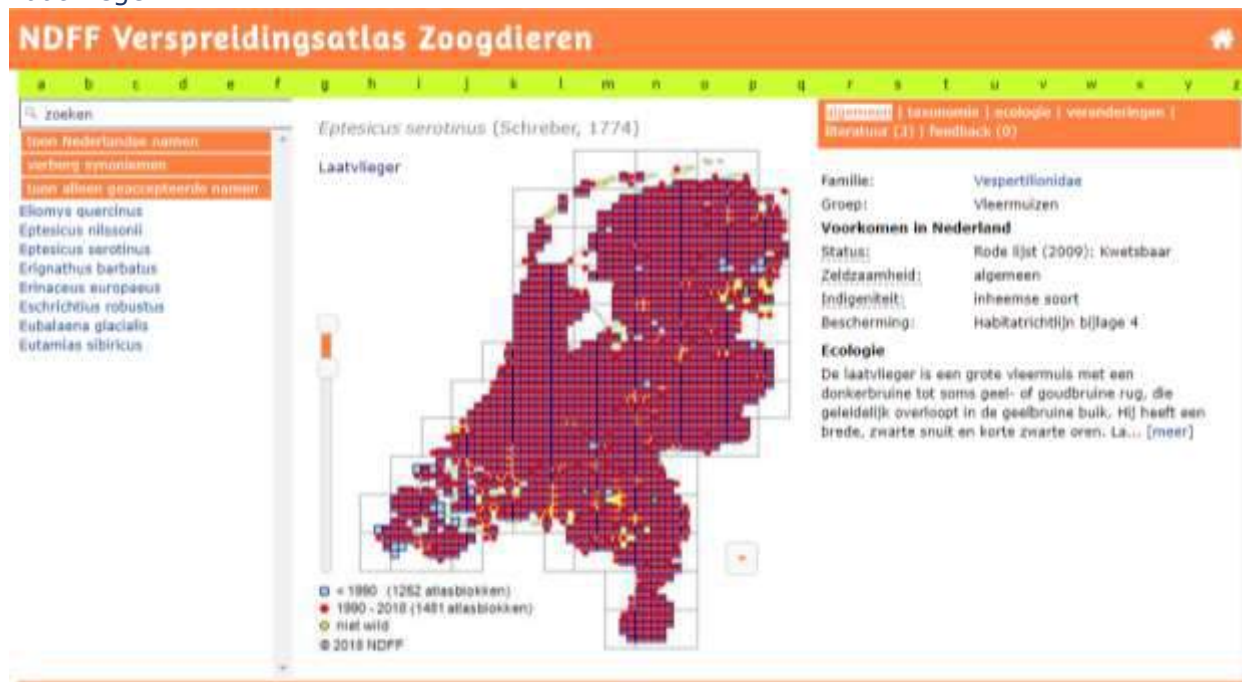 NDFF Verspreidingsatlas Zoogdieren
a b c d e f g h i j k l m n o p q r s t u v w x y z
zoeken
toon Nederlandse namen
verberg synoniemen
toon alleen geaccepteerde namen
Eliomys quercinus
Eptesicus nilssonii
Eptesicus serotinus
Erignathus barbatus
Erinaceus europaeus
Eschrichtius robustus
Eubalaena glacialis
Eutamias sibiricus
Eptesicus serotinus (Schreber, 1774)
Laatvlieger
< 1990 (1262 atlasblokken)
1990 - 2018 (1481 atlasblokken)
niet wild
© 2018 NDFF
algemeen | taxonomie | ecologie | veranderingen |
literatuur (3) | feedback (0)
Familie: Vespertilionidae
Groep: Vleermuizen
Voorkomen in Nederland
Status: Rode lijst (2009): Kwetsbaar
Zeldzaamheid: algemeen
Indigeniteit: inheemse soort
Bescherming: Habitatrichtlijn bijlage 4
Ecologie
De laatvlieger is een grote vleermuis met een
donkerbruine tot soms geel- of goudbruine rug, die
geleidelijk overloopt in de geelbruine buik. Hij heeft een
brede, zwarte snuit en korte zwarte oren. La... [meer]